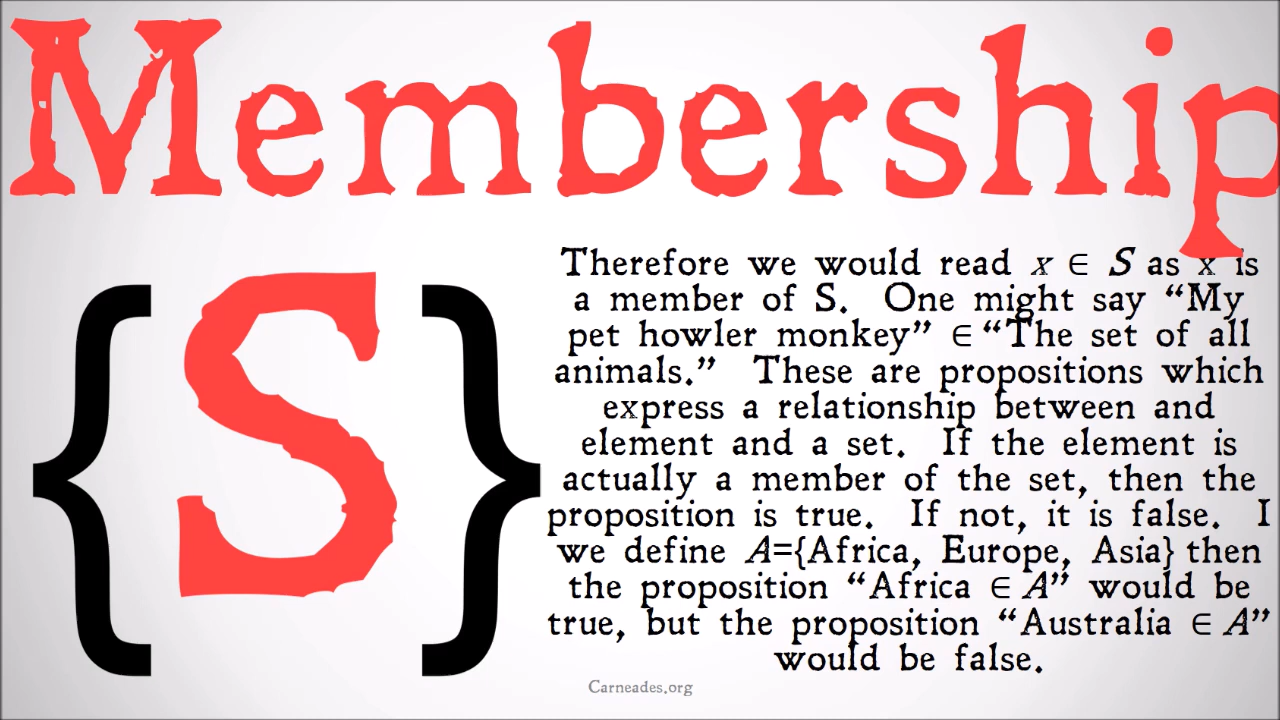 Membership
{S}
Therefore we would read x ∈ S as x is
a member of S. One might say “My
pet howler monkey” ∈ “The set of all
animals.” These are propositions which
express a relationship between and
element and a set. If the element is
actually a member of the set, then the
proposition is true. If not, it is false. I
we define A={Africa, Europe, Asia} then
the proposition “Africa ∈ A” would be
true, but the proposition “Australia ∈ A”
would be false.
Carneades.org